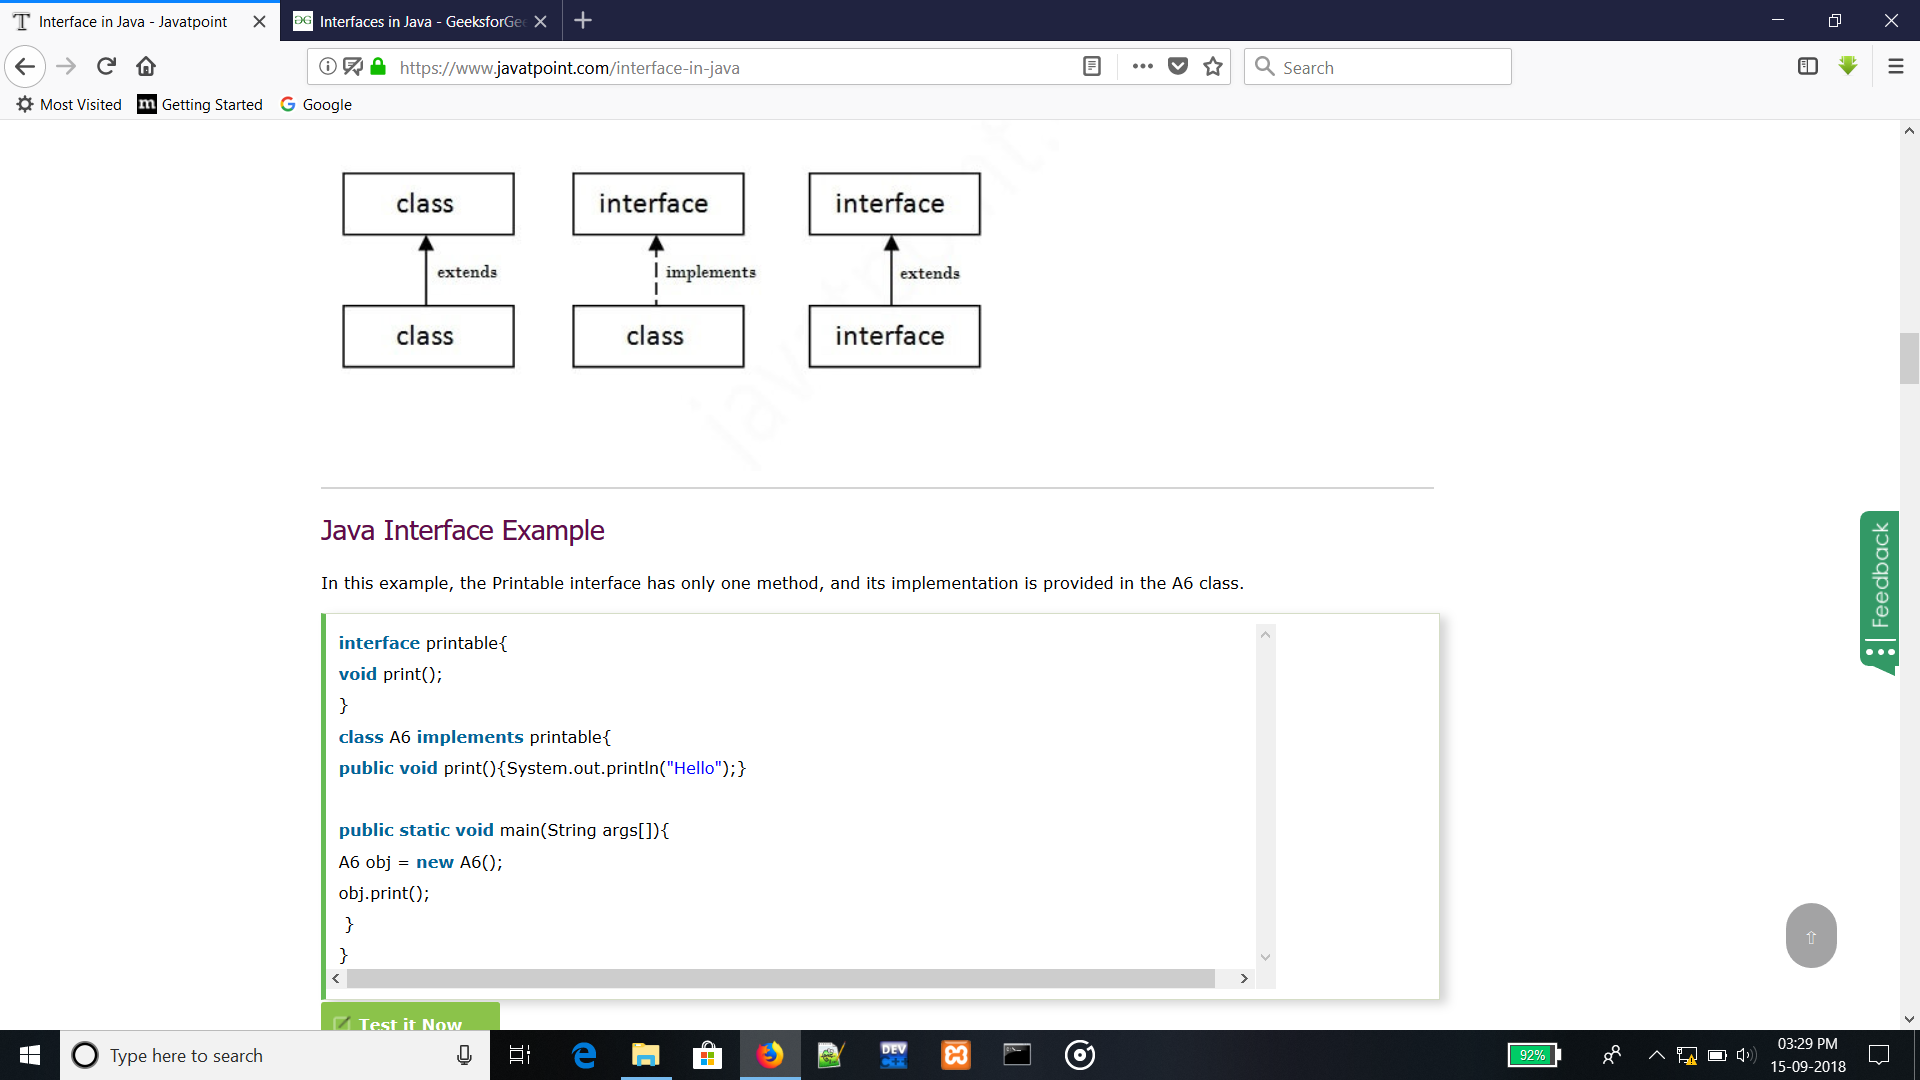 Interface in Java - Javatpoint
Interfaces in Java - GeeksforGee
https://www.javatpoint.com/interface-in-java
Search
Most Visited
m Getting Started
G Google
class interface interface
extends implements extends
class class interface
javatpoint.
Java Interface Example
In this example, the Printable interface has only one method, and its implementation is provided in the A6 class.
interface printable{
void print();
}
class A6 implements printable{
public void print(){System.out.println("Hello");}
public static void main(String args[]){
A6 obj = new A6();
obj.print();
}
}
Test it Now
Feedback
Type here to search
DEV
92%
03:29 PM
15-09-2018